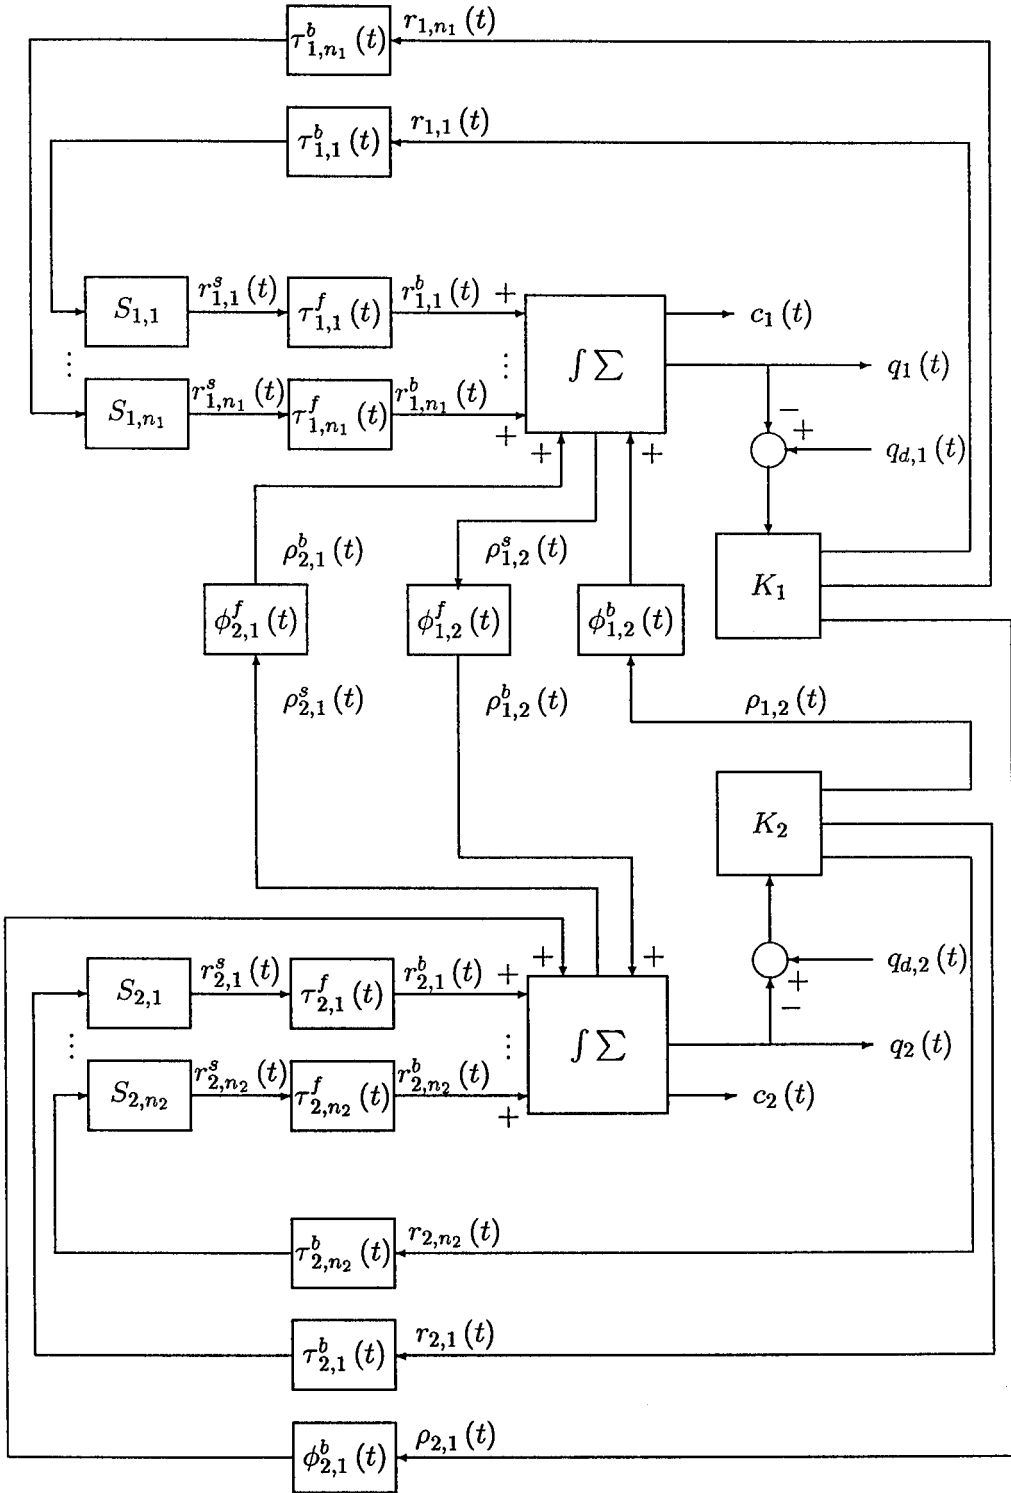 τ^b_{1,n_1}(t) r_{1,n_1}(t)
τ^b_{1,1}(t) r_{1,1}(t)
S_{1,1} r^s_{1,1}(t) τ^f_{1,1}(t) r^b_{1,1}(t) +
c_1(t)
⋮ ⋮
∫∑ q_1(t)
S_{1,n_1} r^s_{1,n_1}(t) τ^f_{1,n_1}(t) r^b_{1,n_1}(t) +
−
+
+ + q_{d,1}(t)
ρ^b_{2,1}(t) ρ^s_{1,2}(t)
K_1
φ^f_{2,1}(t) φ^f_{1,2}(t) φ^b_{1,2}(t)
ρ^s_{2,1}(t) ρ^b_{1,2}(t) ρ_{1,2}(t)
K_2
+ + q_{d,2}(t)
+
−
S_{2,1} r^s_{2,1}(t) τ^f_{2,1}(t) r^b_{2,1}(t) +
⋮ ⋮
∫∑ q_2(t)
S_{2,n_2} r^s_{2,n_2}(t) τ^f_{2,n_2}(t) r^b_{2,n_2}(t) +
c_2(t)
τ^b_{2,n_2}(t) r_{2,n_2}(t)
τ^b_{2,1}(t) r_{2,1}(t)
φ^b_{2,1}(t) ρ_{2,1}(t)